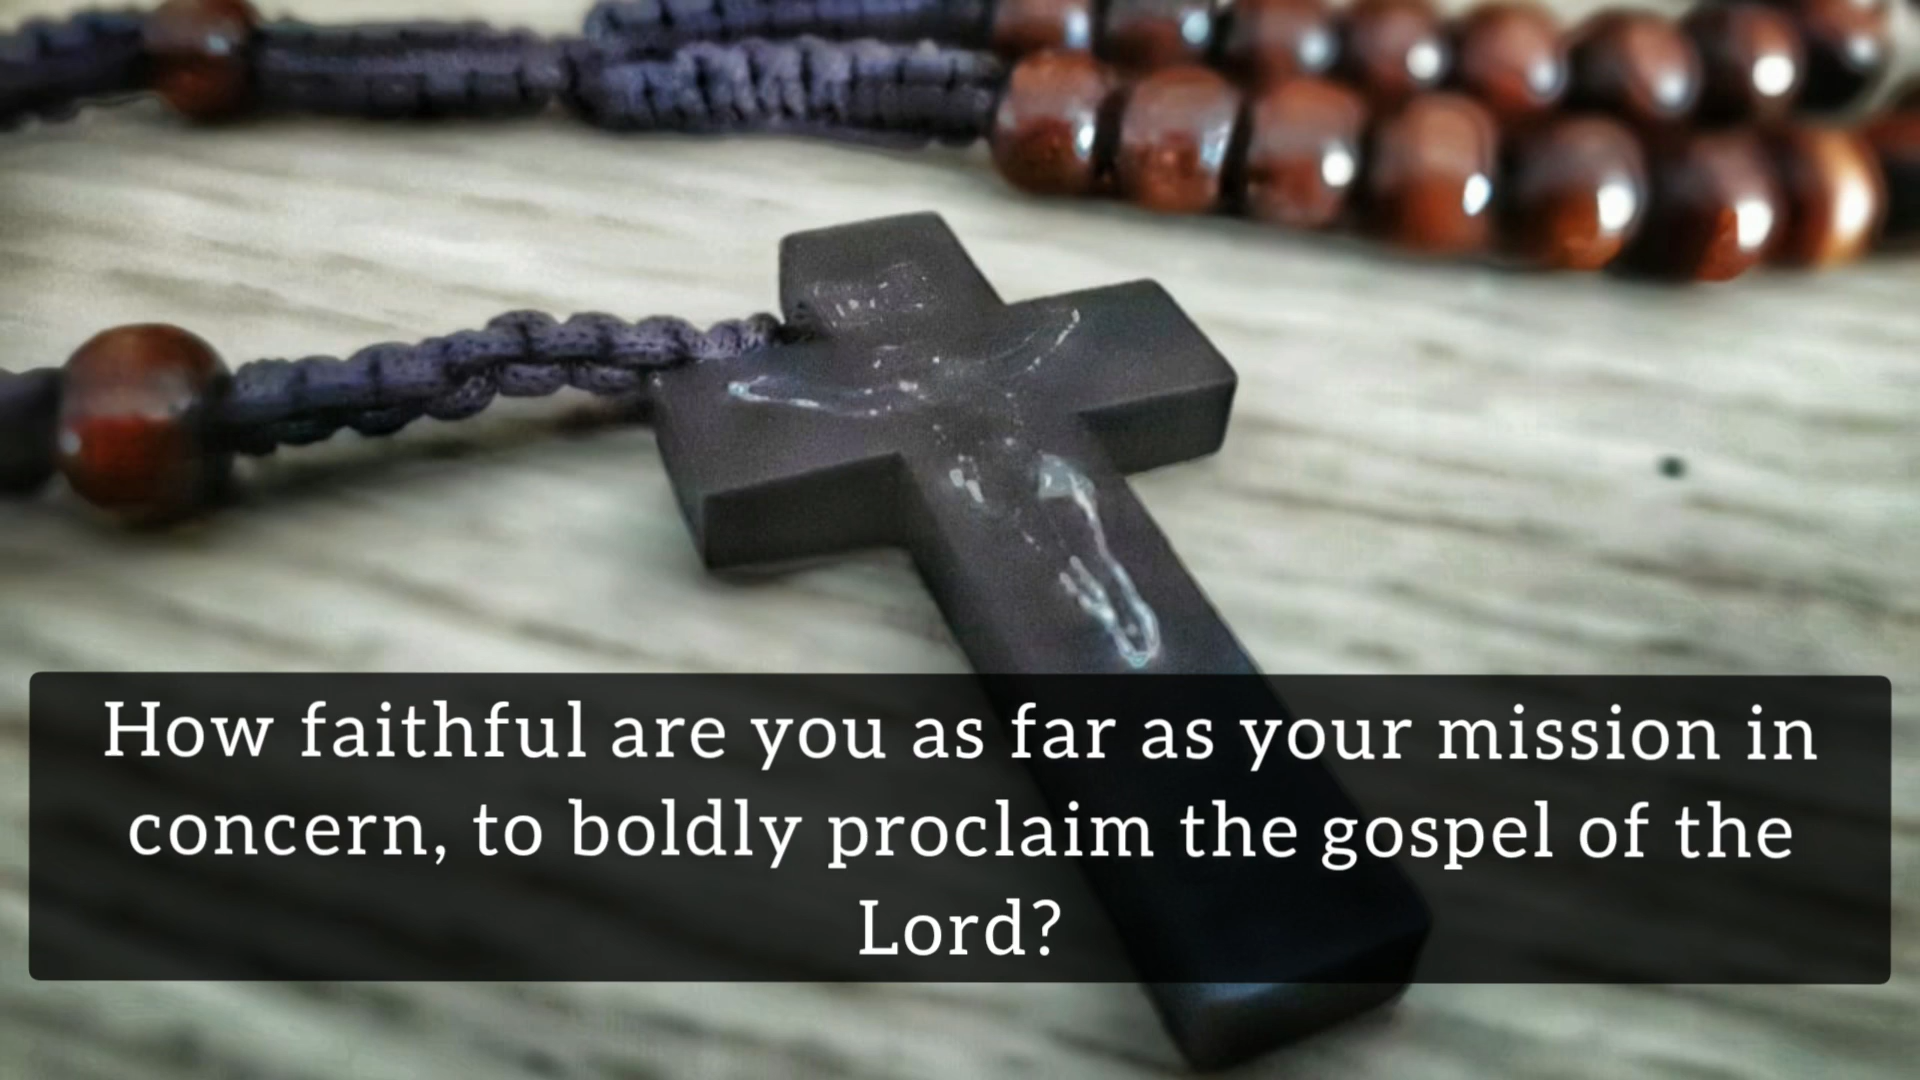 How faithful are you as far as your mission in
concern, to boldly proclaim the gospel of the
Lord?